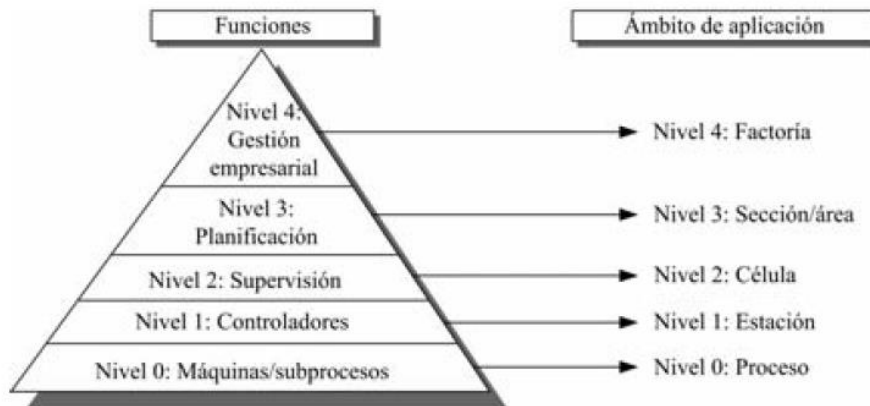 Funciones
Ámbito de aplicación
Nivel 4:
Gestión
empresarial
Nivel 4: Factoría
Nivel 3:
Planificación
Nivel 3: Sección/área
Nivel 2: Supervisión
Nivel 2: Célula
Nivel 1: Controladores
Nivel 1: Estación
Nivel 0: Máquinas/subprocesos
Nivel 0: Proceso